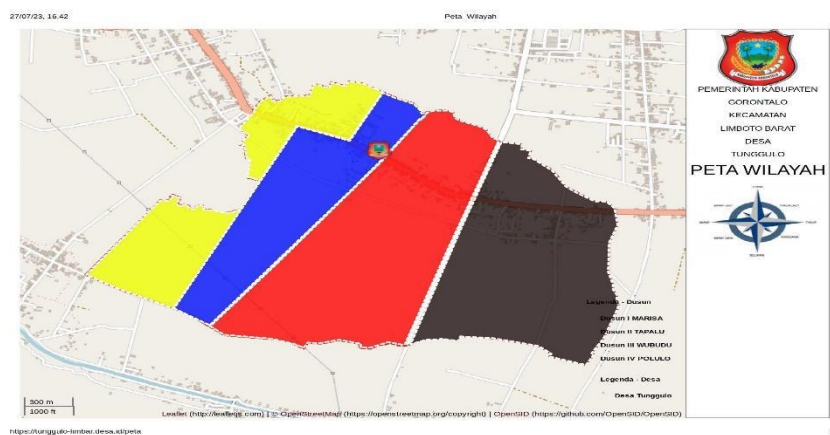 27/07/23, 16.42
Peta Wilayah
PEMERINTAH KABUPATEN
GORONTALO
KECAMATAN
LIMBOTO BARAT
DESA
TUNGGULO
PETA WILAYAH
Legenda - Dusun
Dusun I MARISA
Dusun II TAPALU
Dusun III WUBUDU
Dusun IV POLULO
Legenda - Desa
Desa Tunggulo
300 m
1000 ft
Leaflet (http://leafletjs.com) | © OpenStreetMap (https://openstreetmap.org/copyright) | OpenSID (https://github.com/OpenSID/OpenSID)
https://tunggulo-limbar.desa.id/peta